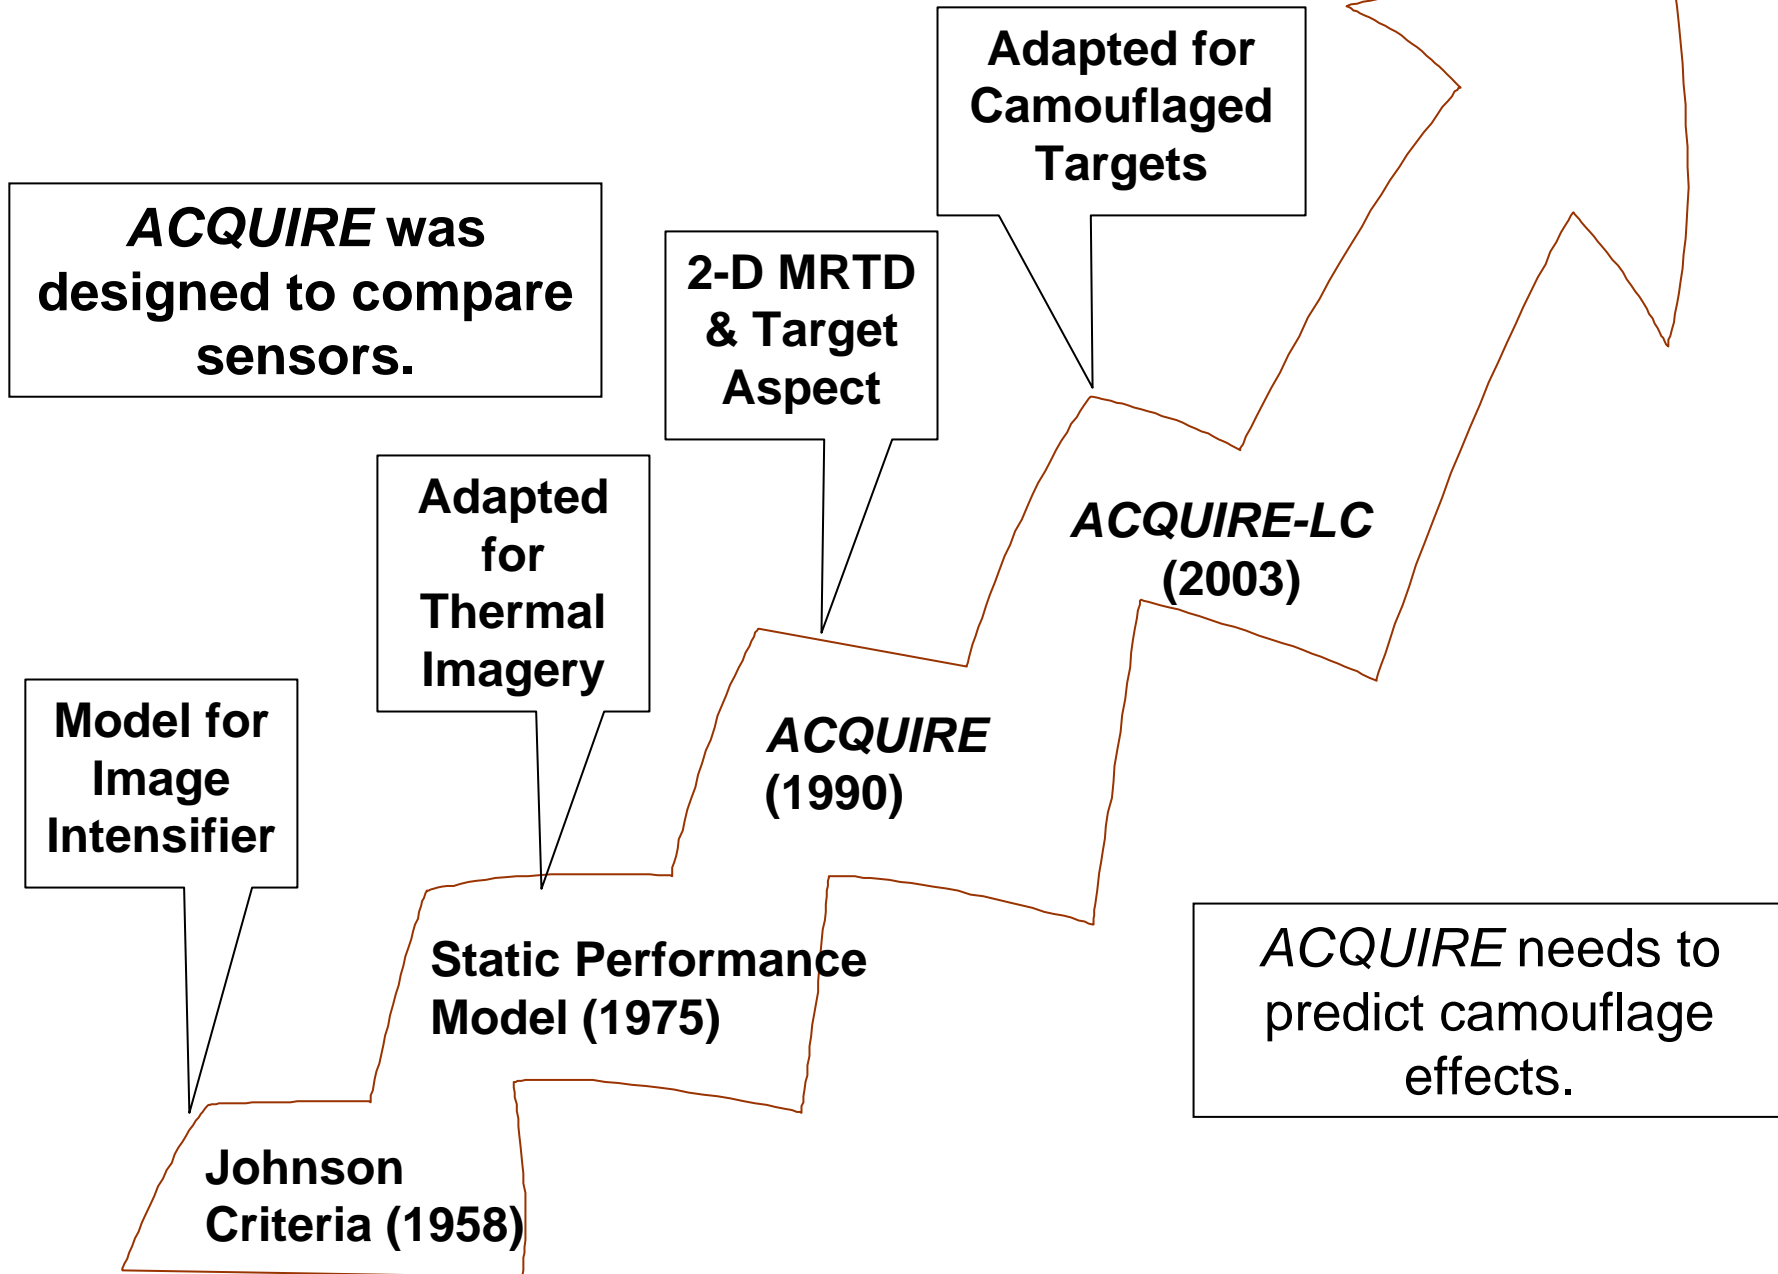 Adapted for
Camouflaged
Targets
ACQUIRE was
designed to compare
sensors.
2-D MRTD
& Target
Aspect
Adapted
for
Thermal
Imagery
ACQUIRE-LC
(2003)
Model for
Image
Intensifier
ACQUIRE
(1990)
Static Performance
Model (1975)
ACQUIRE needs to
predict camouflage
effects.
Johnson
Criteria (1958)